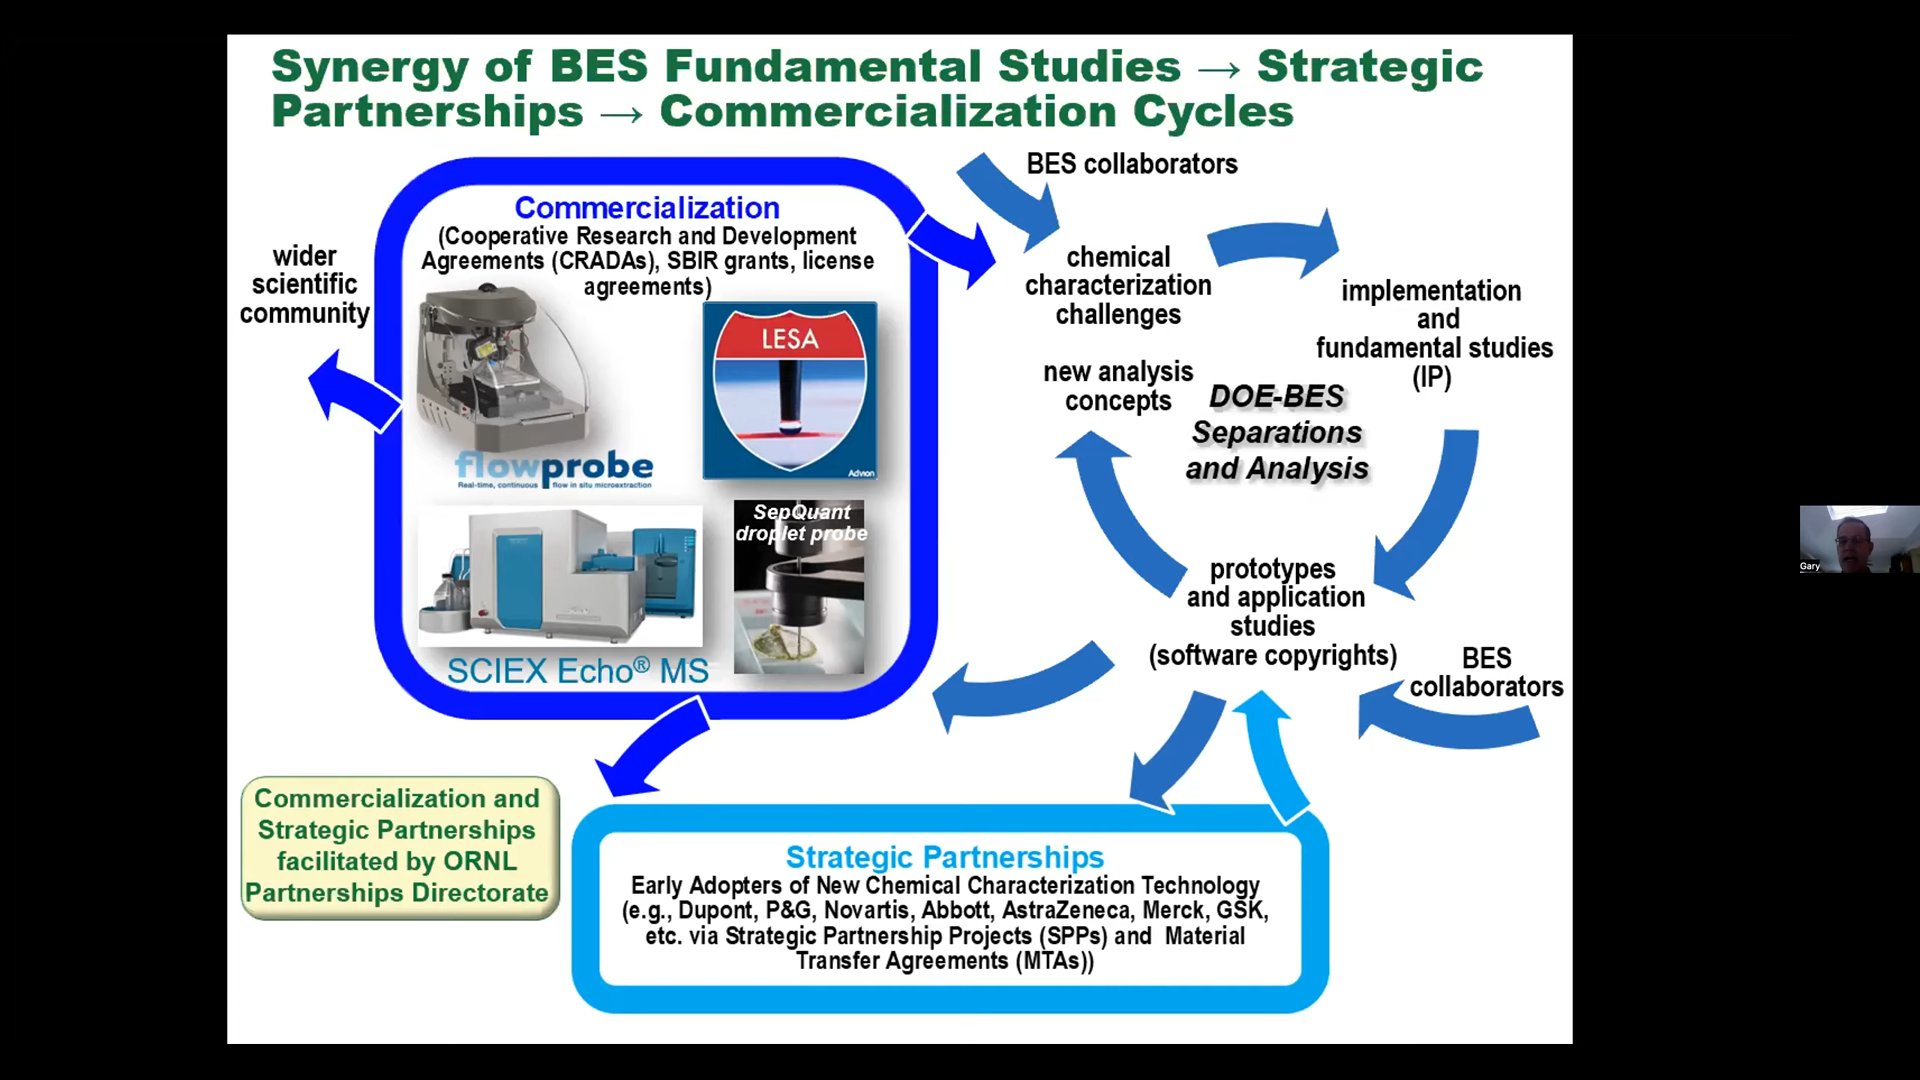 Synergy of BES Fundamental Studies → Strategic
Partnerships → Commercialization Cycles
wider
scientific
community
Commercialization
(Cooperative Research and Development
Agreements (CRADAs), SBIR grants, license
agreements)
LESA
Advion
flowprobe
Real-time, continuous flow in situ microextraction
SCIEX Echo® MS
SepQuant
droplet probe
BES collaborators
chemical
characterization
challenges
new analysis
concepts
implementation
and
fundamental studies
(IP)
DOE-BES
Separations
and Analysis
prototypes
and application
studies
(software copyrights)
BES
collaborators
Commercialization and
Strategic Partnerships
facilitated by ORNL
Partnerships Directorate
Strategic Partnerships
Early Adopters of New Chemical Characterization Technology
(e.g., Dupont, P&G, Novartis, Abbott, AstraZeneca, Merck, GSK,
etc. via Strategic Partnership Projects (SPPs) and Material
Transfer Agreements (MTAs))
Gary